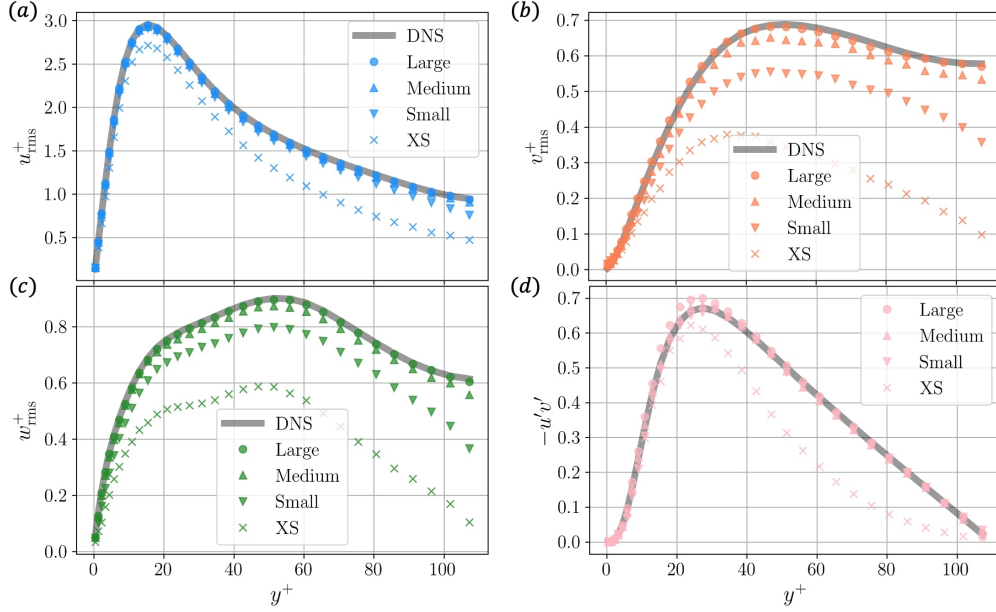 (a)
3.0
2.5
2.0
1.5
1.0
0.5
u⁺rms
DNS
Large
Medium
Small
XS
(b)
0.7
0.6
0.5
0.4
0.3
0.2
0.1
0.0
v⁺rms
DNS
Large
Medium
Small
XS
(c)
0.8
0.6
0.4
0.2
0.0
w⁺rms
DNS
Large
Medium
Small
XS
0 20 40 60 80 100
y⁺
(d)
0.7
0.6
0.5
0.4
0.3
0.2
0.1
0.0
−u′v′
Large
Medium
Small
XS
0 20 40 60 80 100
y⁺